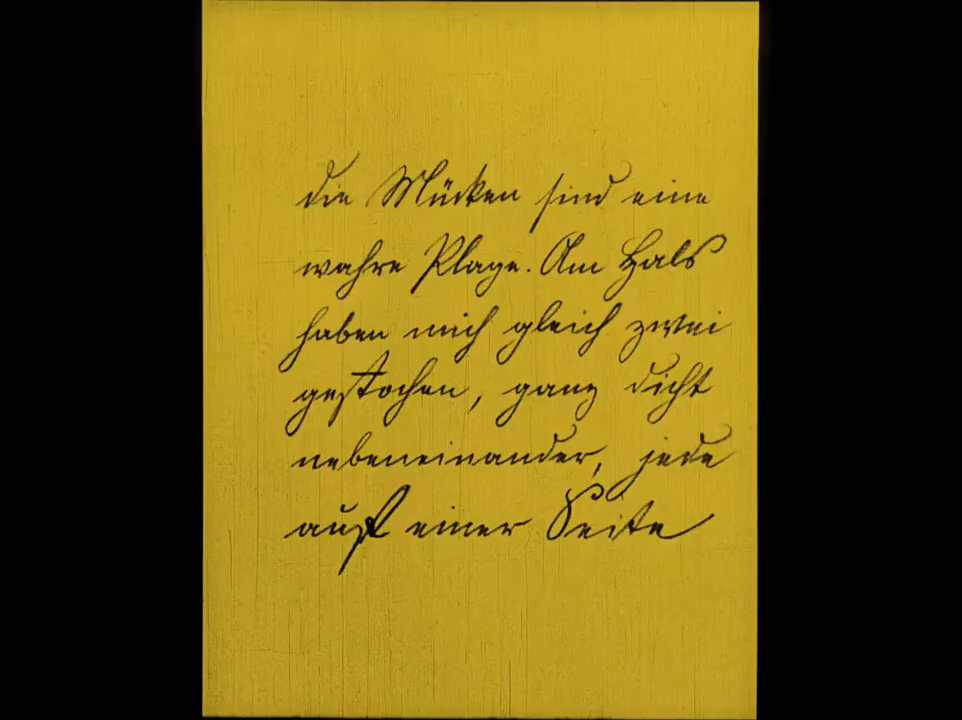 die Mücken sind eine
wahre Plage. Am Hals
haben mich gleich zwei
gestochen, ganz dicht
nebeneinander, jede
auf einer Seite